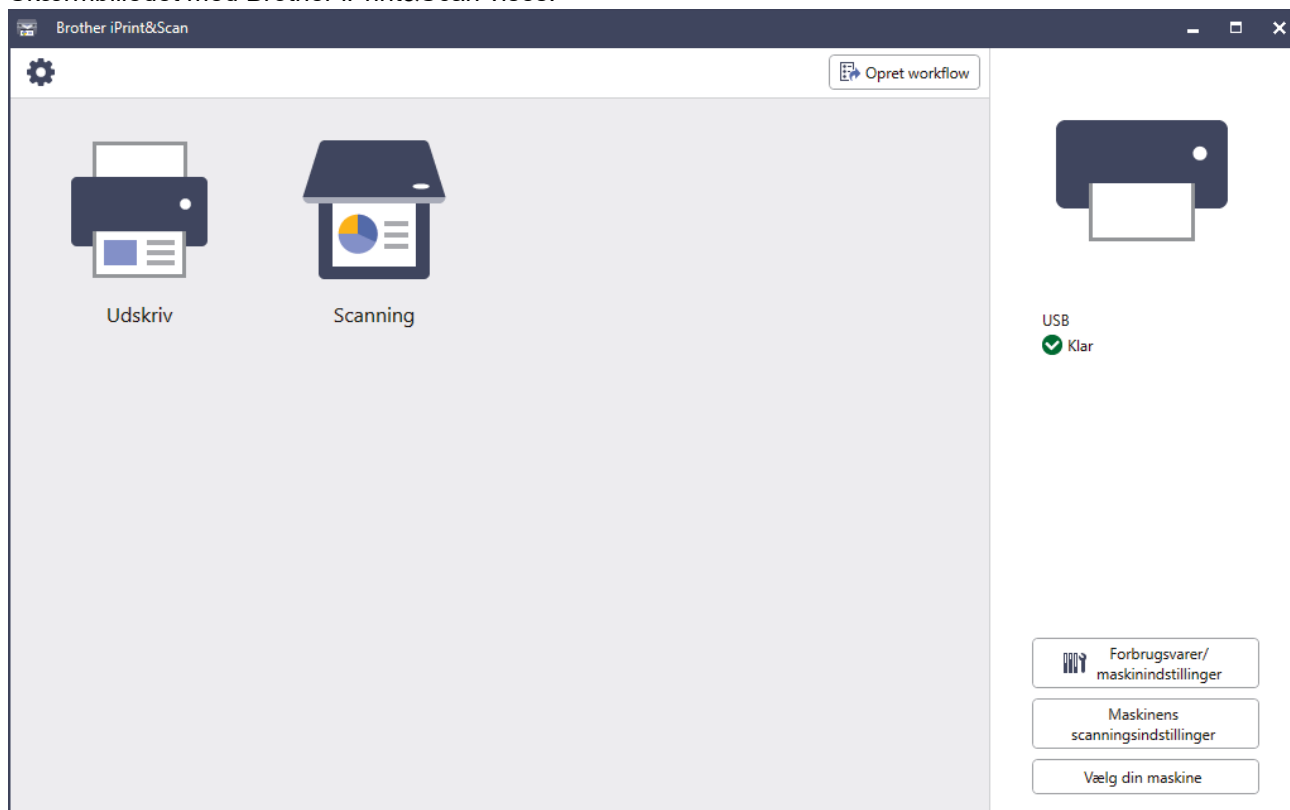 Brother iPrint&Scan
Opret workflow
Udskriv
Scanning
USB
Klar
Forbrugsvarer/
maskinindstillinger
Maskinens
scanningsindstillinger
Vælg din maskine